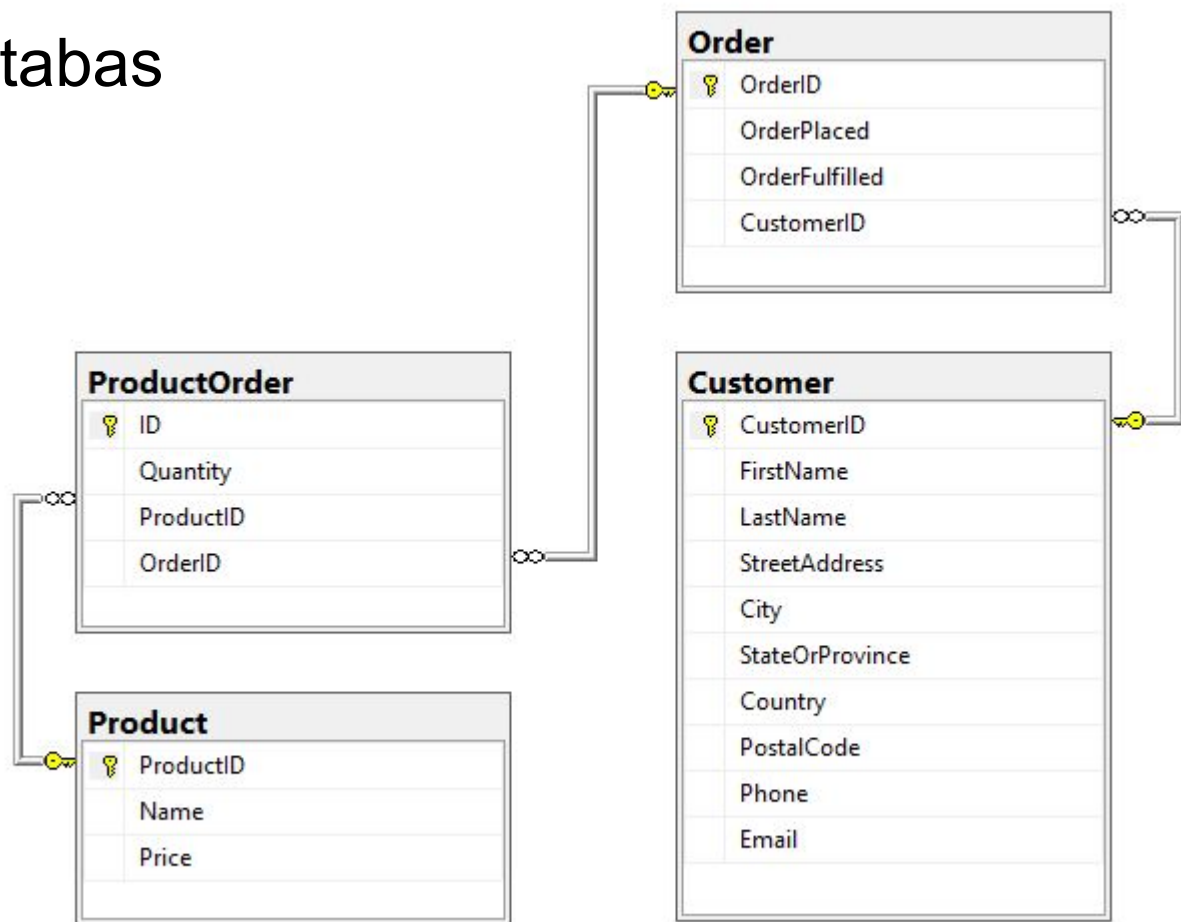 tabas
Order
OrderID
OrderPlaced
OrderFulfilled
CustomerID
ProductOrder
ID
Quantity
ProductID
OrderID
Customer
CustomerID
FirstName
LastName
StreetAddress
City
StateOrProvince
Country
PostalCode
Phone
Email
Product
ProductID
Name
Price